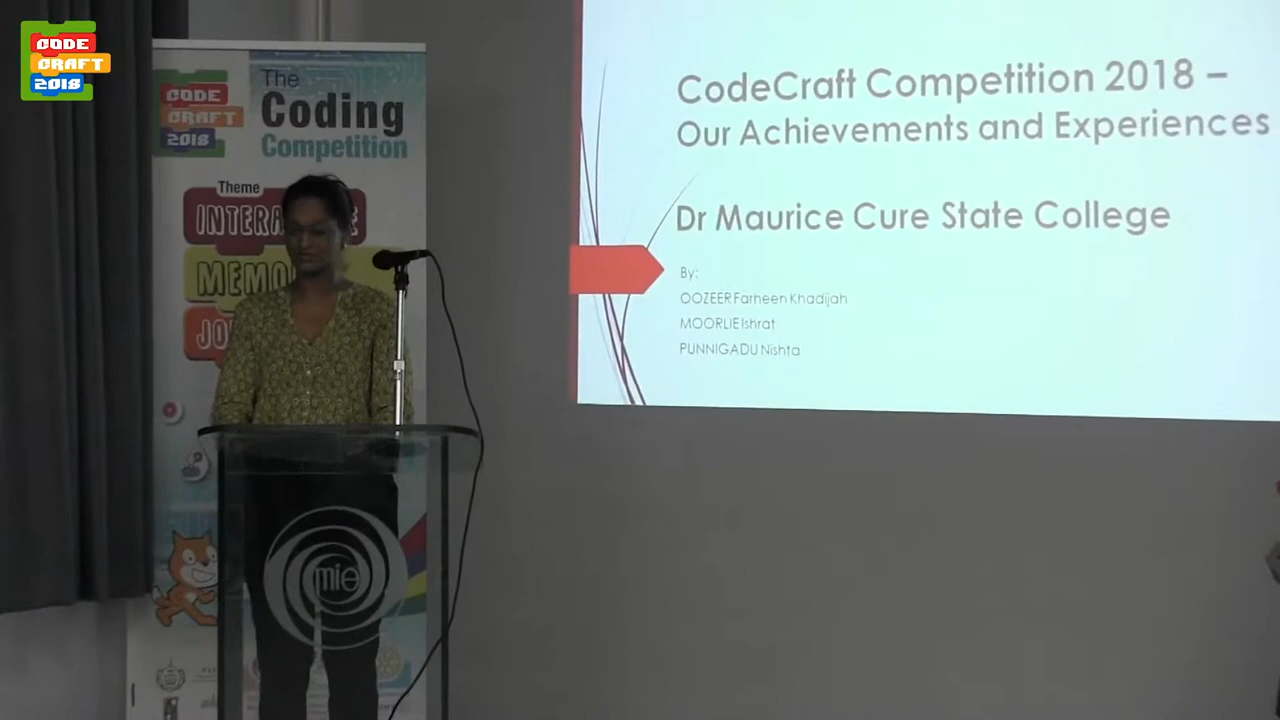 CODE
CRAFT
2018
CODE
CRAFT
2018
The
Coding
Competition
Theme
mie
CodeCraft Competition 2018 –
Our Achievements and Experiences
Dr Maurice Cure State College
By:
OOZEER Farheen Khadijah
MOORLIE Ishrat
PUNNIGADU Nishta